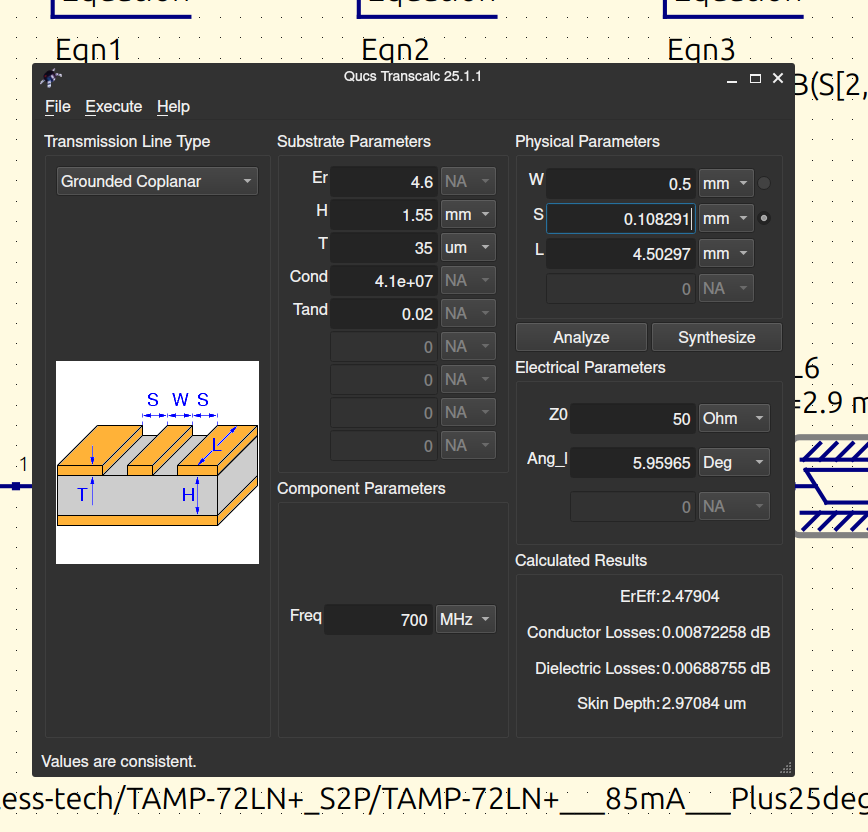 Eqn1 Eqn2 Eqn3
Qucs Transcalc 25.1.1
B(S[2,
File Execute Help
Transmission Line Type
Grounded Coplanar
S W S
L
T
H
Substrate Parameters
Er 4.6 NA
H 1.55 mm
T 35 um
Cond 4.1e+07 NA
Tand 0.02 NA
0 NA
0 NA
0 NA
0 NA
Component Parameters
Freq 700 MHz
Physical Parameters
W 0.5 mm
S 0.108291 mm
L 4.50297 mm
0 NA
Analyze Synthesize
Electrical Parameters
Z0 50 Ohm
Ang_l 5.95965 Deg
0 NA
Calculated Results
ErEff:2.47904
Conductor Losses:0.00872258 dB
Dielectric Losses:0.00688755 dB
Skin Depth:2.97084 um
Values are consistent.
1
L6
=2.9 m
ess-tech/TAMP-72LN+_S2P/TAMP-72LN+___85mA___Plus25deg